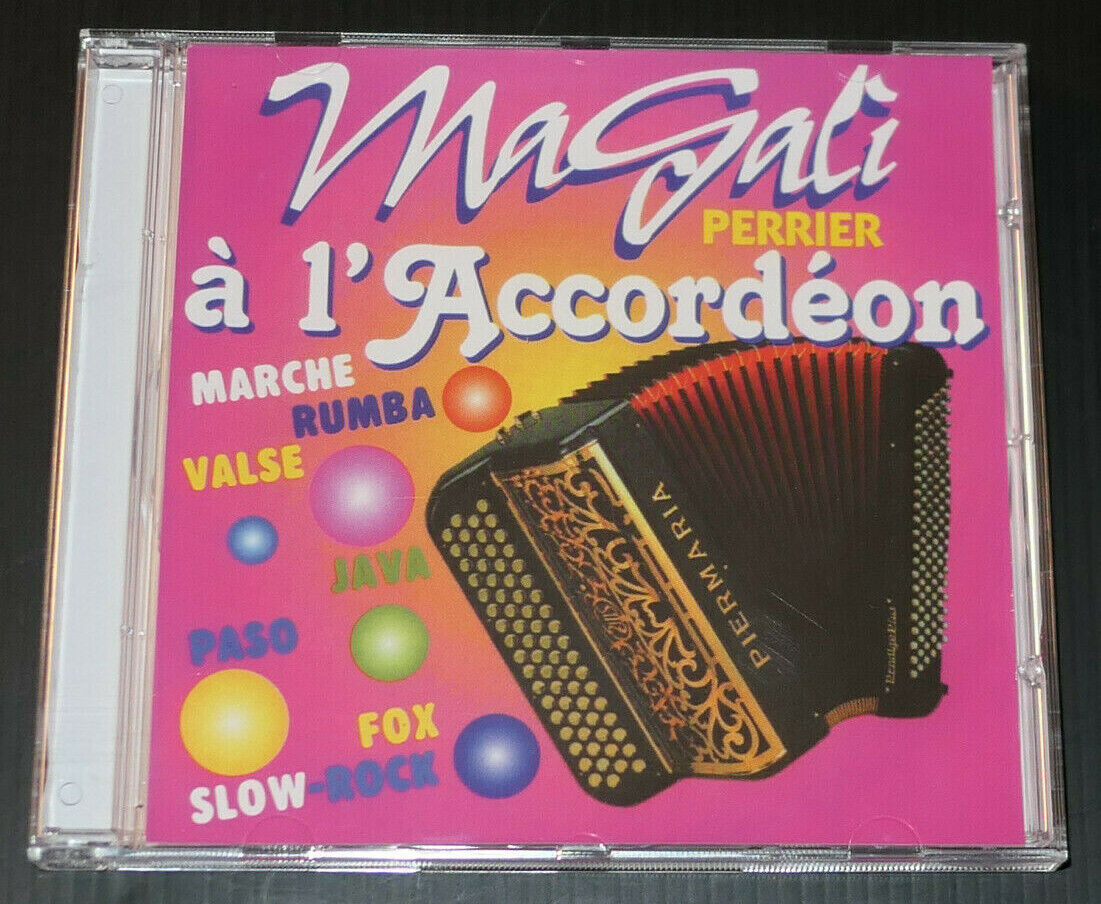 MaGali
PERRIER
à l'Accordéon
MARCHE
RUMBA
VALSE
JAVA
PASO
FOX
SLOW-ROCK
PIERMARIA